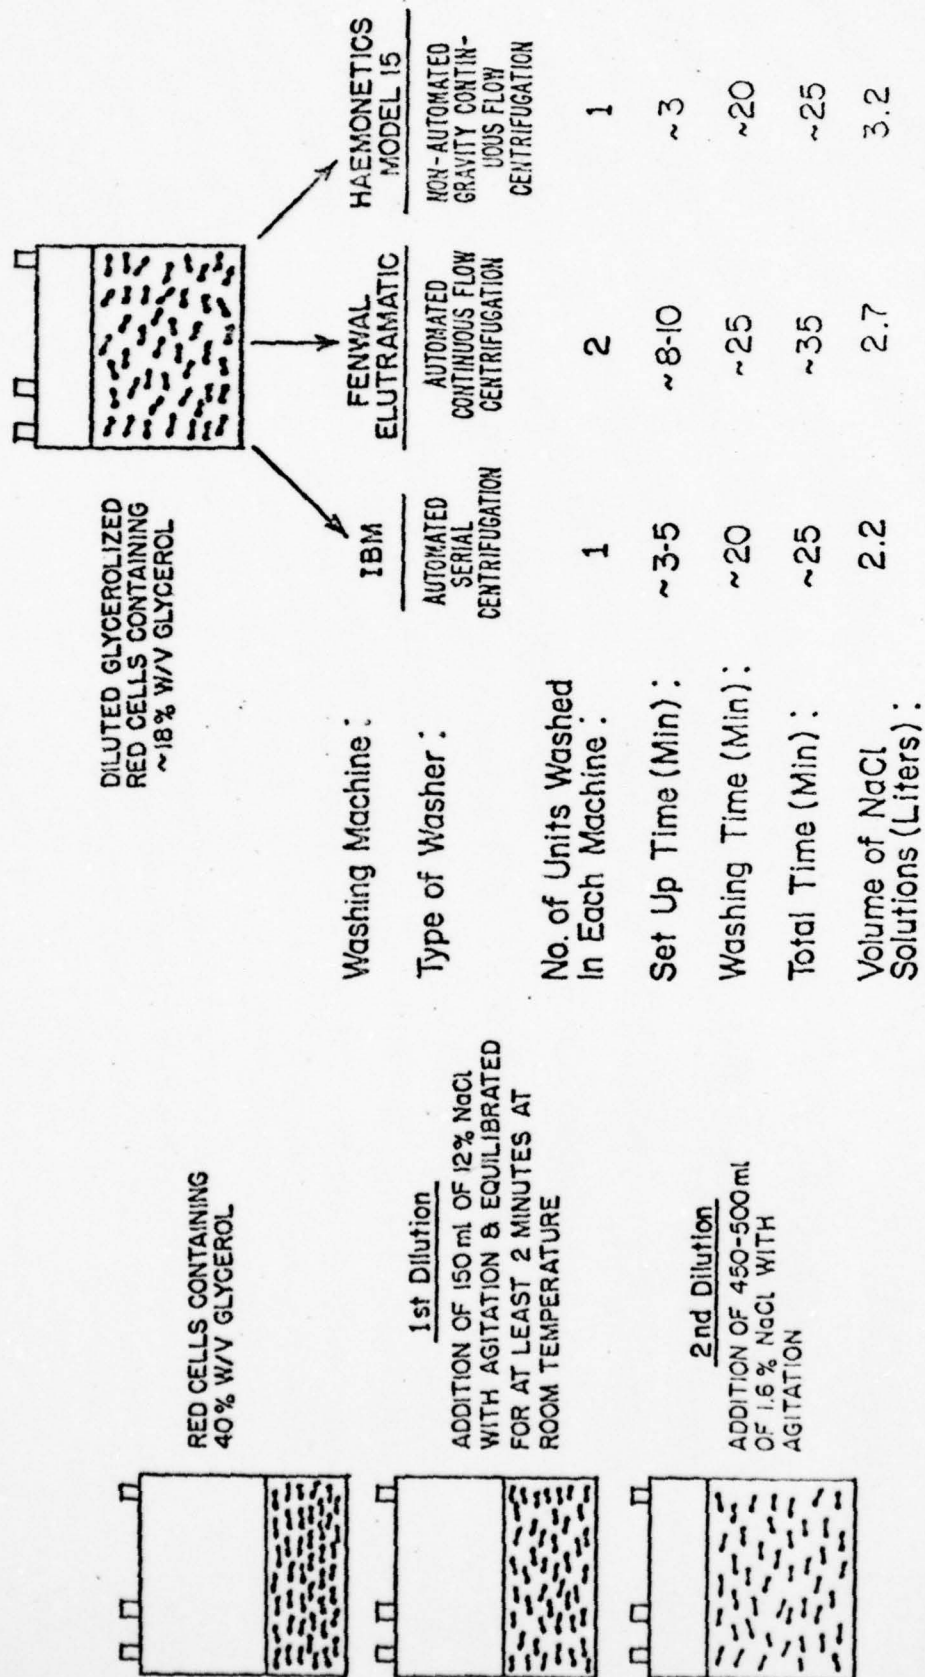 RED CELLS CONTAINING
40% W/V GLYCEROL
1st Dilution
ADDITION OF 150 ml OF 12% NaCl
WITH AGITATION & EQUILIBRATED
FOR AT LEAST 2 MINUTES AT
ROOM TEMPERATURE
2nd Dilution
ADDITION OF 450-500ml
OF 1.6% NaCl WITH
AGITATION
DILUTED GLYCEROLIZED
RED CELLS CONTAINING
~18% W/V GLYCEROL
Washing Machine: IBM FENWAL ELUTRAMATIC HAEMONETICS MODEL 15
Type of Washer: AUTOMATED SERIAL CENTRIFUGATION AUTOMATED CONTINUOUS FLOW CENTRIFUGATION NON-AUTOMATED GRAVITY CONTIN-UOUS FLOW CENTRIFUGATION
No. of Units Washed
In Each Machine: 1 2 1
Set Up Time (Min): ~3-5 ~8-10 ~3
Washing Time (Min): ~20 ~25 ~20
Total Time (Min): ~25 ~35 ~25
Volume of NaCl
Solutions (Liters): 2.2 2.7 3.2